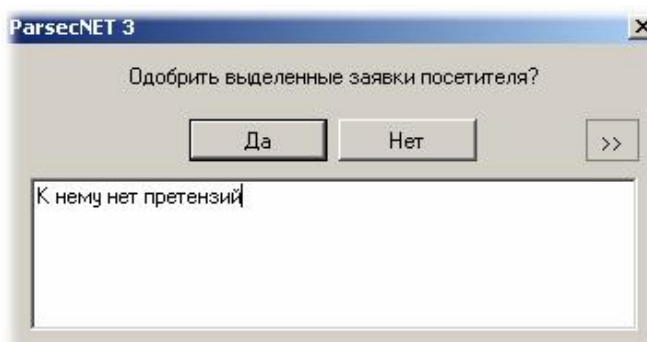 ParsecNET 3
Одобрить выделенные заявки посетителя?
Да
Нет
>>
К нему нет претензий